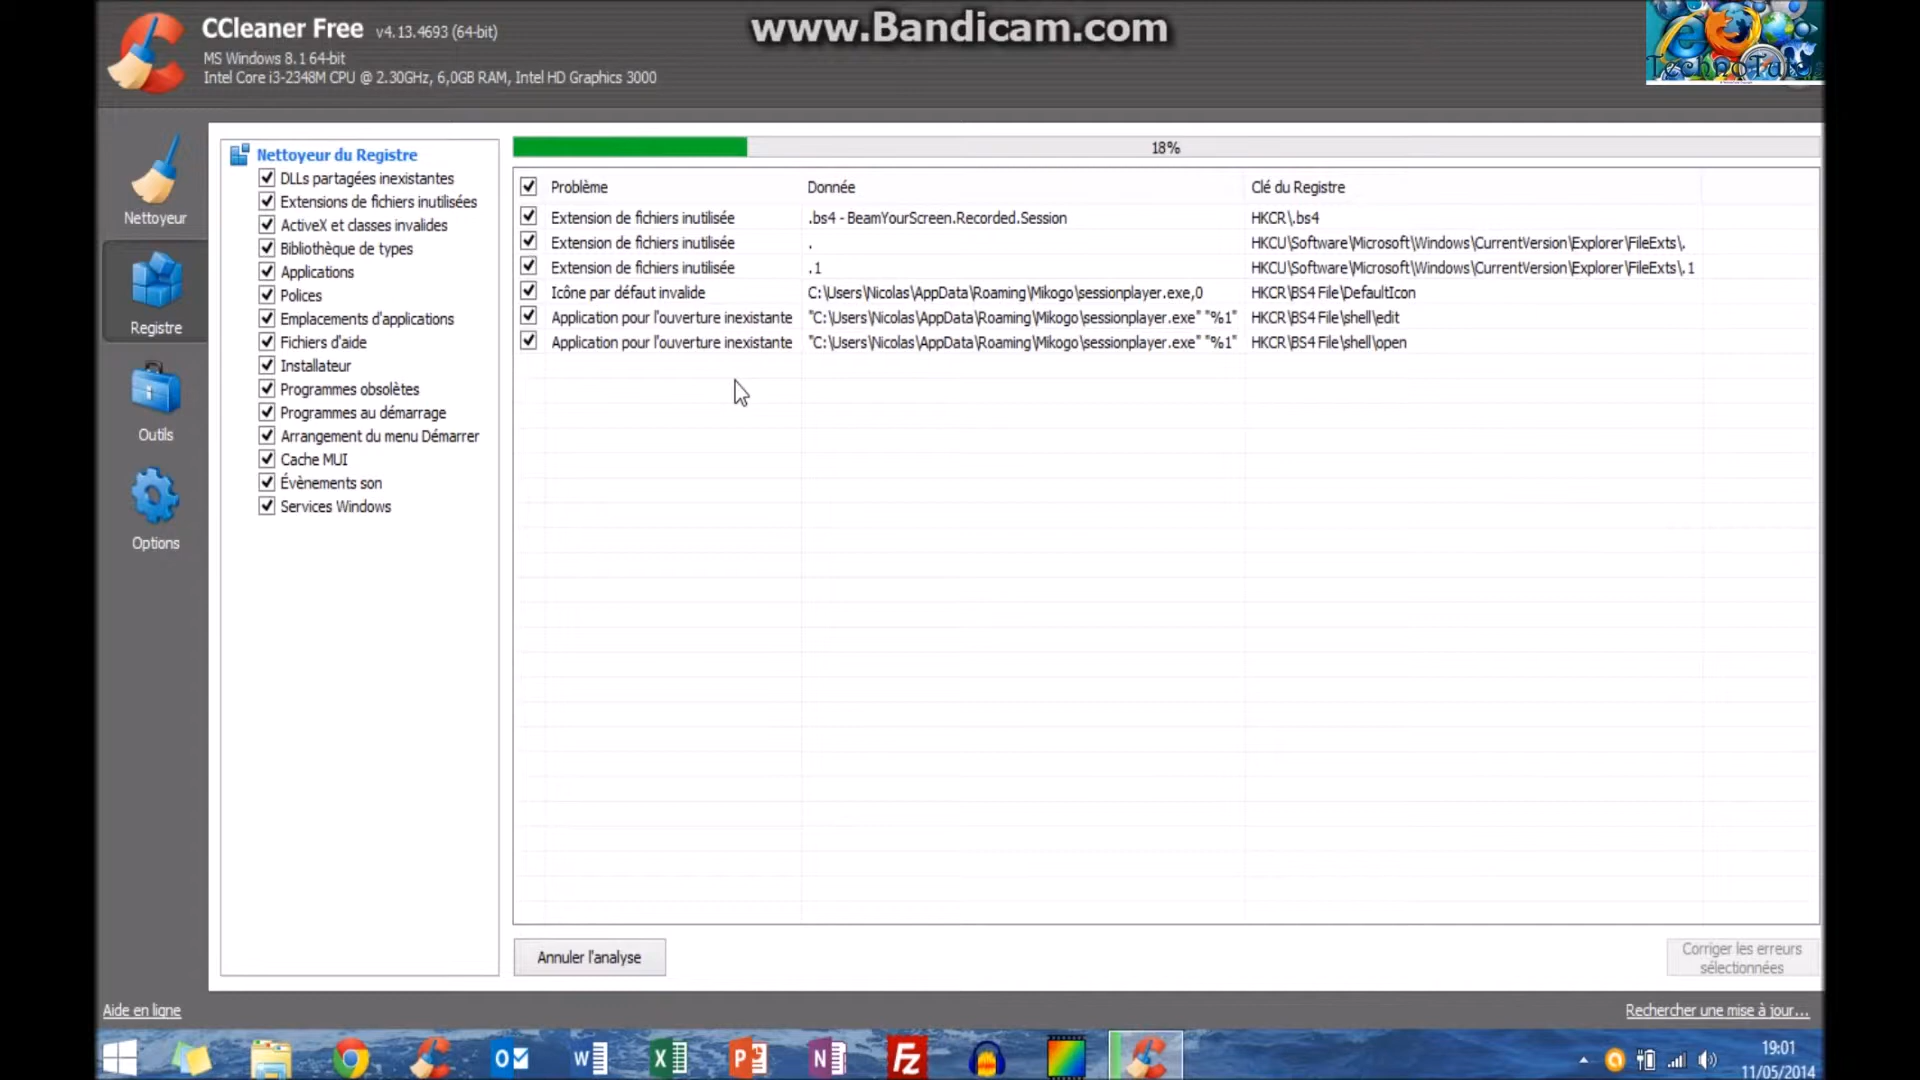 CCleaner Free v4.13.4693 (64-bit)
MS Windows 8.1 64-bit
Intel Core i3-2348M CPU @ 2.30GHz, 6,0GB RAM, Intel HD Graphics 3000
www.Bandicam.com
TechnoTutos
Nettoyeur
Registre
Outils
Options
Nettoyeur du Registre
DLLs partagées inexistantes
Extensions de fichiers inutilisées
ActiveX et classes invalides
Bibliothèque de types
Applications
Polices
Emplacements d'applications
Fichiers d'aide
Installateur
Programmes obsolètes
Programmes au démarrage
Arrangement du menu Démarrer
Cache MUI
Évènements son
Services Windows
18%
Problème Donnée Clé du Registre
Extension de fichiers inutilisée .bs4 - BeamYourScreen.Recorded.Session HKCR\.bs4
Extension de fichiers inutilisée . HKCU\Software\Microsoft\Windows\CurrentVersion\Explorer\FileExts\.
Extension de fichiers inutilisée .1 HKCU\Software\Microsoft\Windows\CurrentVersion\Explorer\FileExts\.1
Icône par défaut invalide C:\Users\Nicolas\AppData\Roaming\Mikogo\sessionplayer.exe,0 HKCR\BS4 File\DefaultIcon
Application pour l'ouverture inexistante "C:\Users\Nicolas\AppData\Roaming\Mikogo\sessionplayer.exe" "%1" HKCR\BS4 File\shell\edit
Application pour l'ouverture inexistante "C:\Users\Nicolas\AppData\Roaming\Mikogo\sessionplayer.exe" "%1" HKCR\BS4 File\shell\open
Annuler l'analyse
Corriger les erreurs
sélectionnées
Aide en ligne
Rechercher une mise à jour...
19:01
11/05/2014